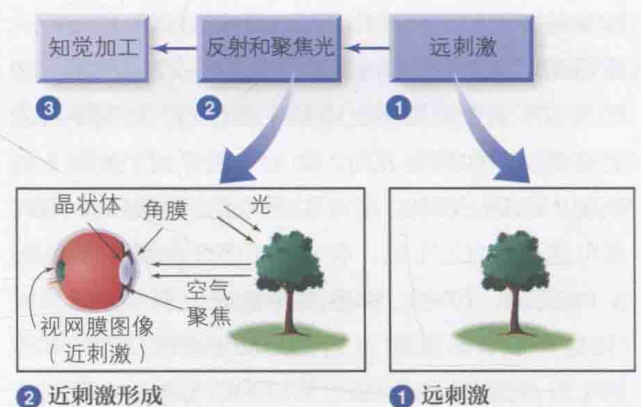 知觉加工
反射和聚焦光
远刺激
3
2
1
晶状体
角膜
光
空气
聚焦
视网膜图像
（近刺激）
2 近刺激形成
1 远刺激